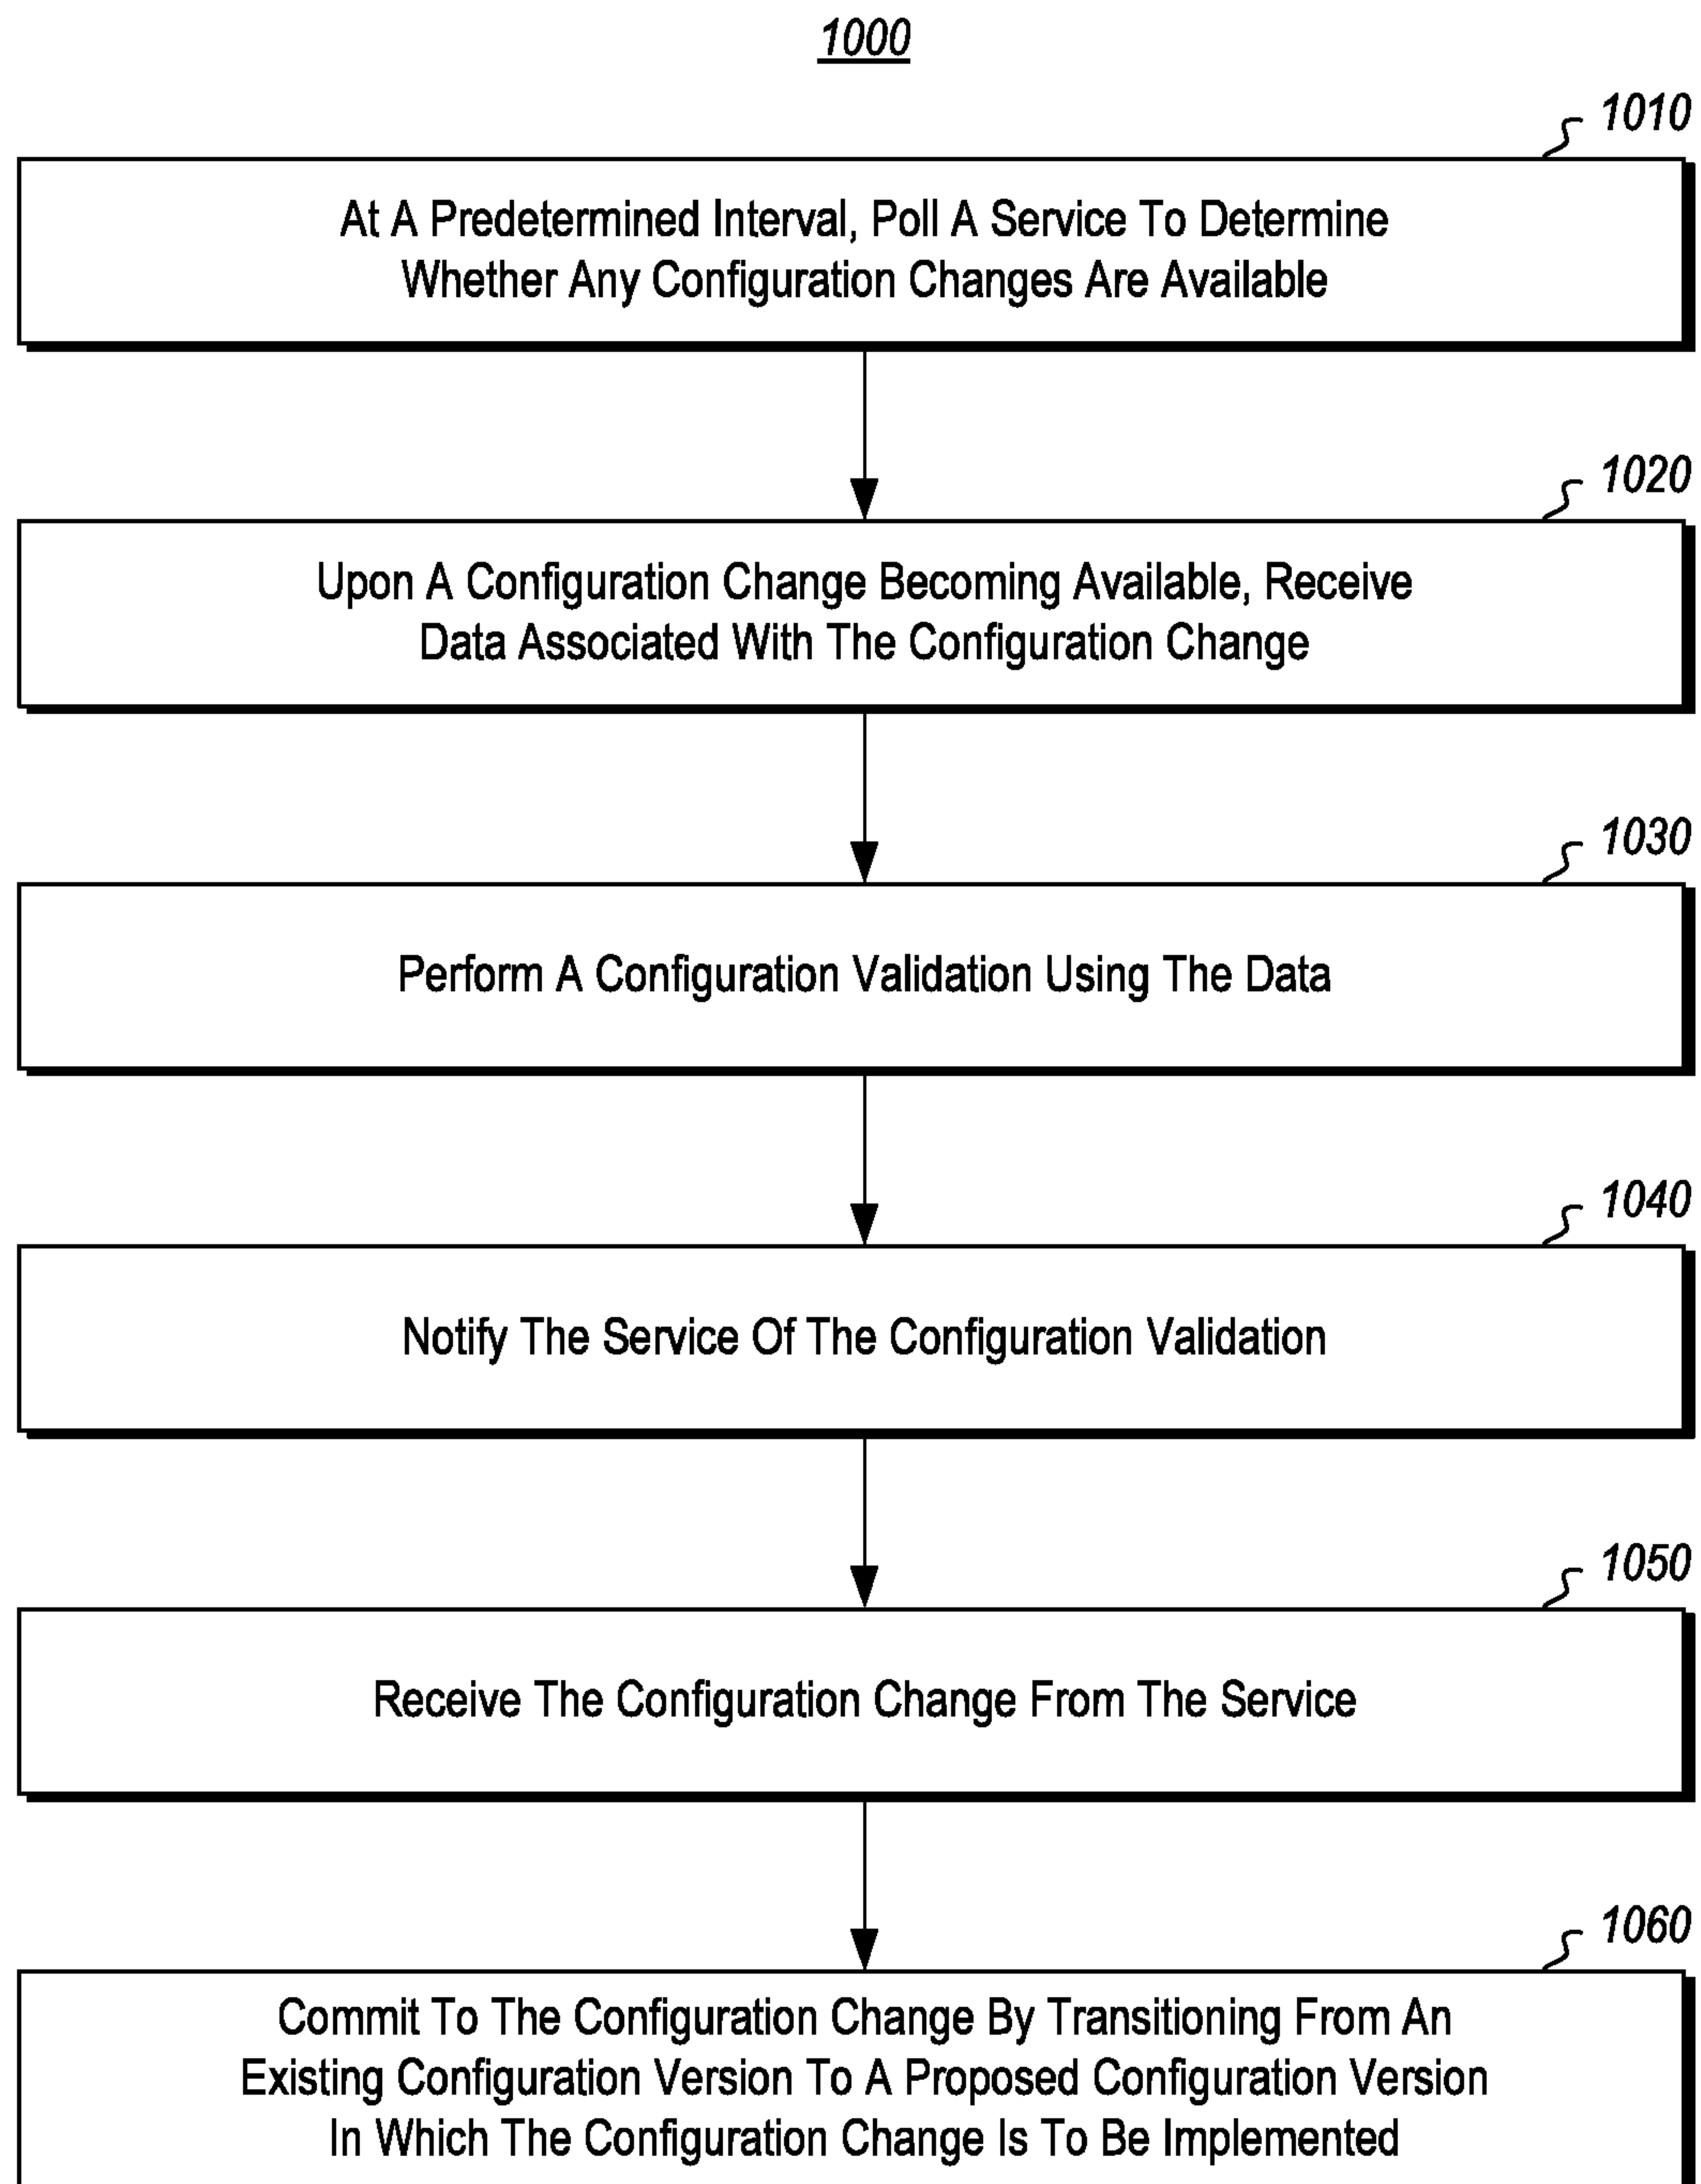 1000
1010
At A Predetermined Interval, Poll A Service To Determine
Whether Any Configuration Changes Are Available
1020
Upon A Configuration Change Becoming Available, Receive
Data Associated With The Configuration Change
1030
Perform A Configuration Validation Using The Data
1040
Notify The Service Of The Configuration Validation
1050
Receive The Configuration Change From The Service
1060
Commit To The Configuration Change By Transitioning From An
Existing Configuration Version To A Proposed Configuration Version
In Which The Configuration Change Is To Be Implemented